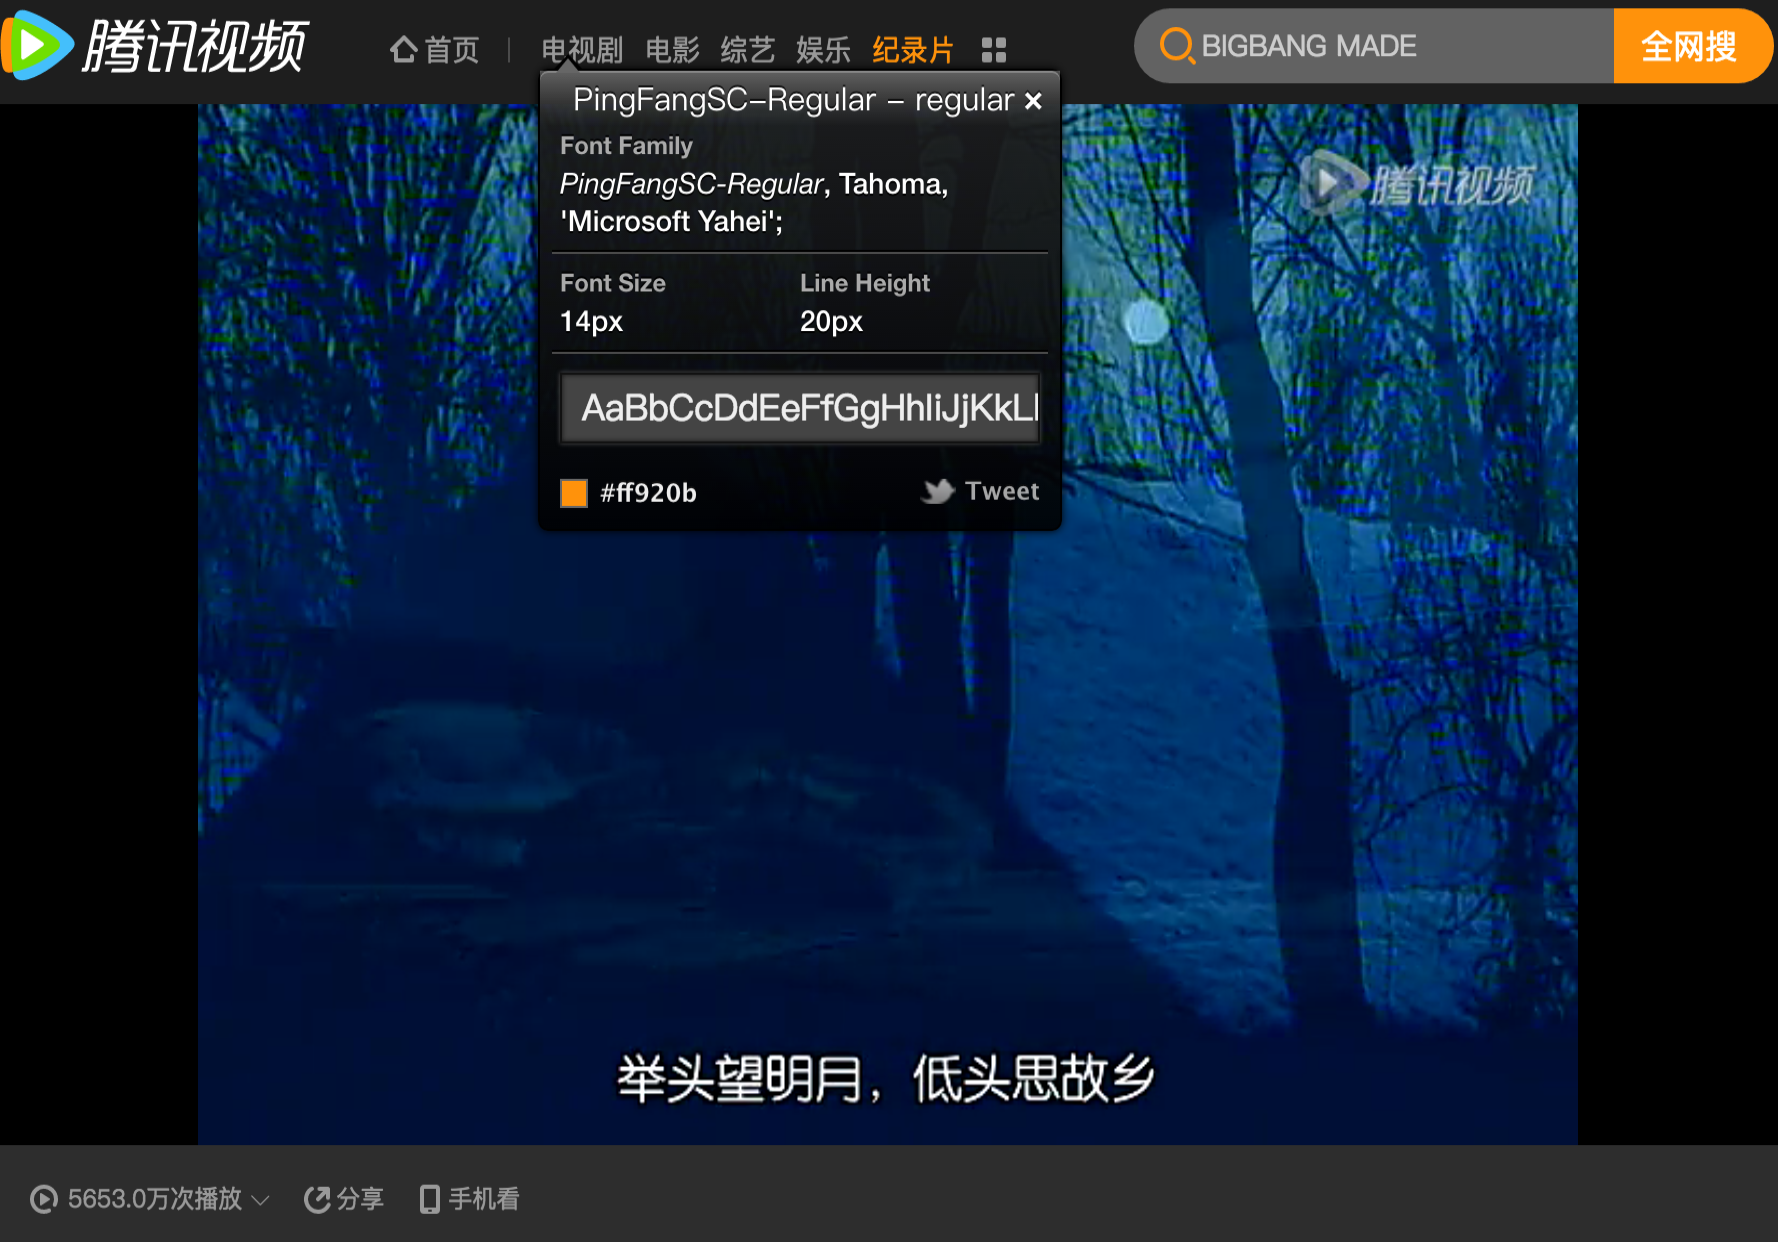 腾讯视频
首页 | 电视剧 电影 综艺 娱乐 纪录片
BIGBANG MADE
全网搜
PingFangSC-Regular - regular ×
Font Family
PingFangSC-Regular, Tahoma,
'Microsoft Yahei';
Font Size Line Height
14px 20px
AaBbCcDdEeFfGgHhIiJjKkLl
#ff920b Tweet
腾讯视频
举头望明月，低头思故乡
5653.0万次播放 分享 手机看